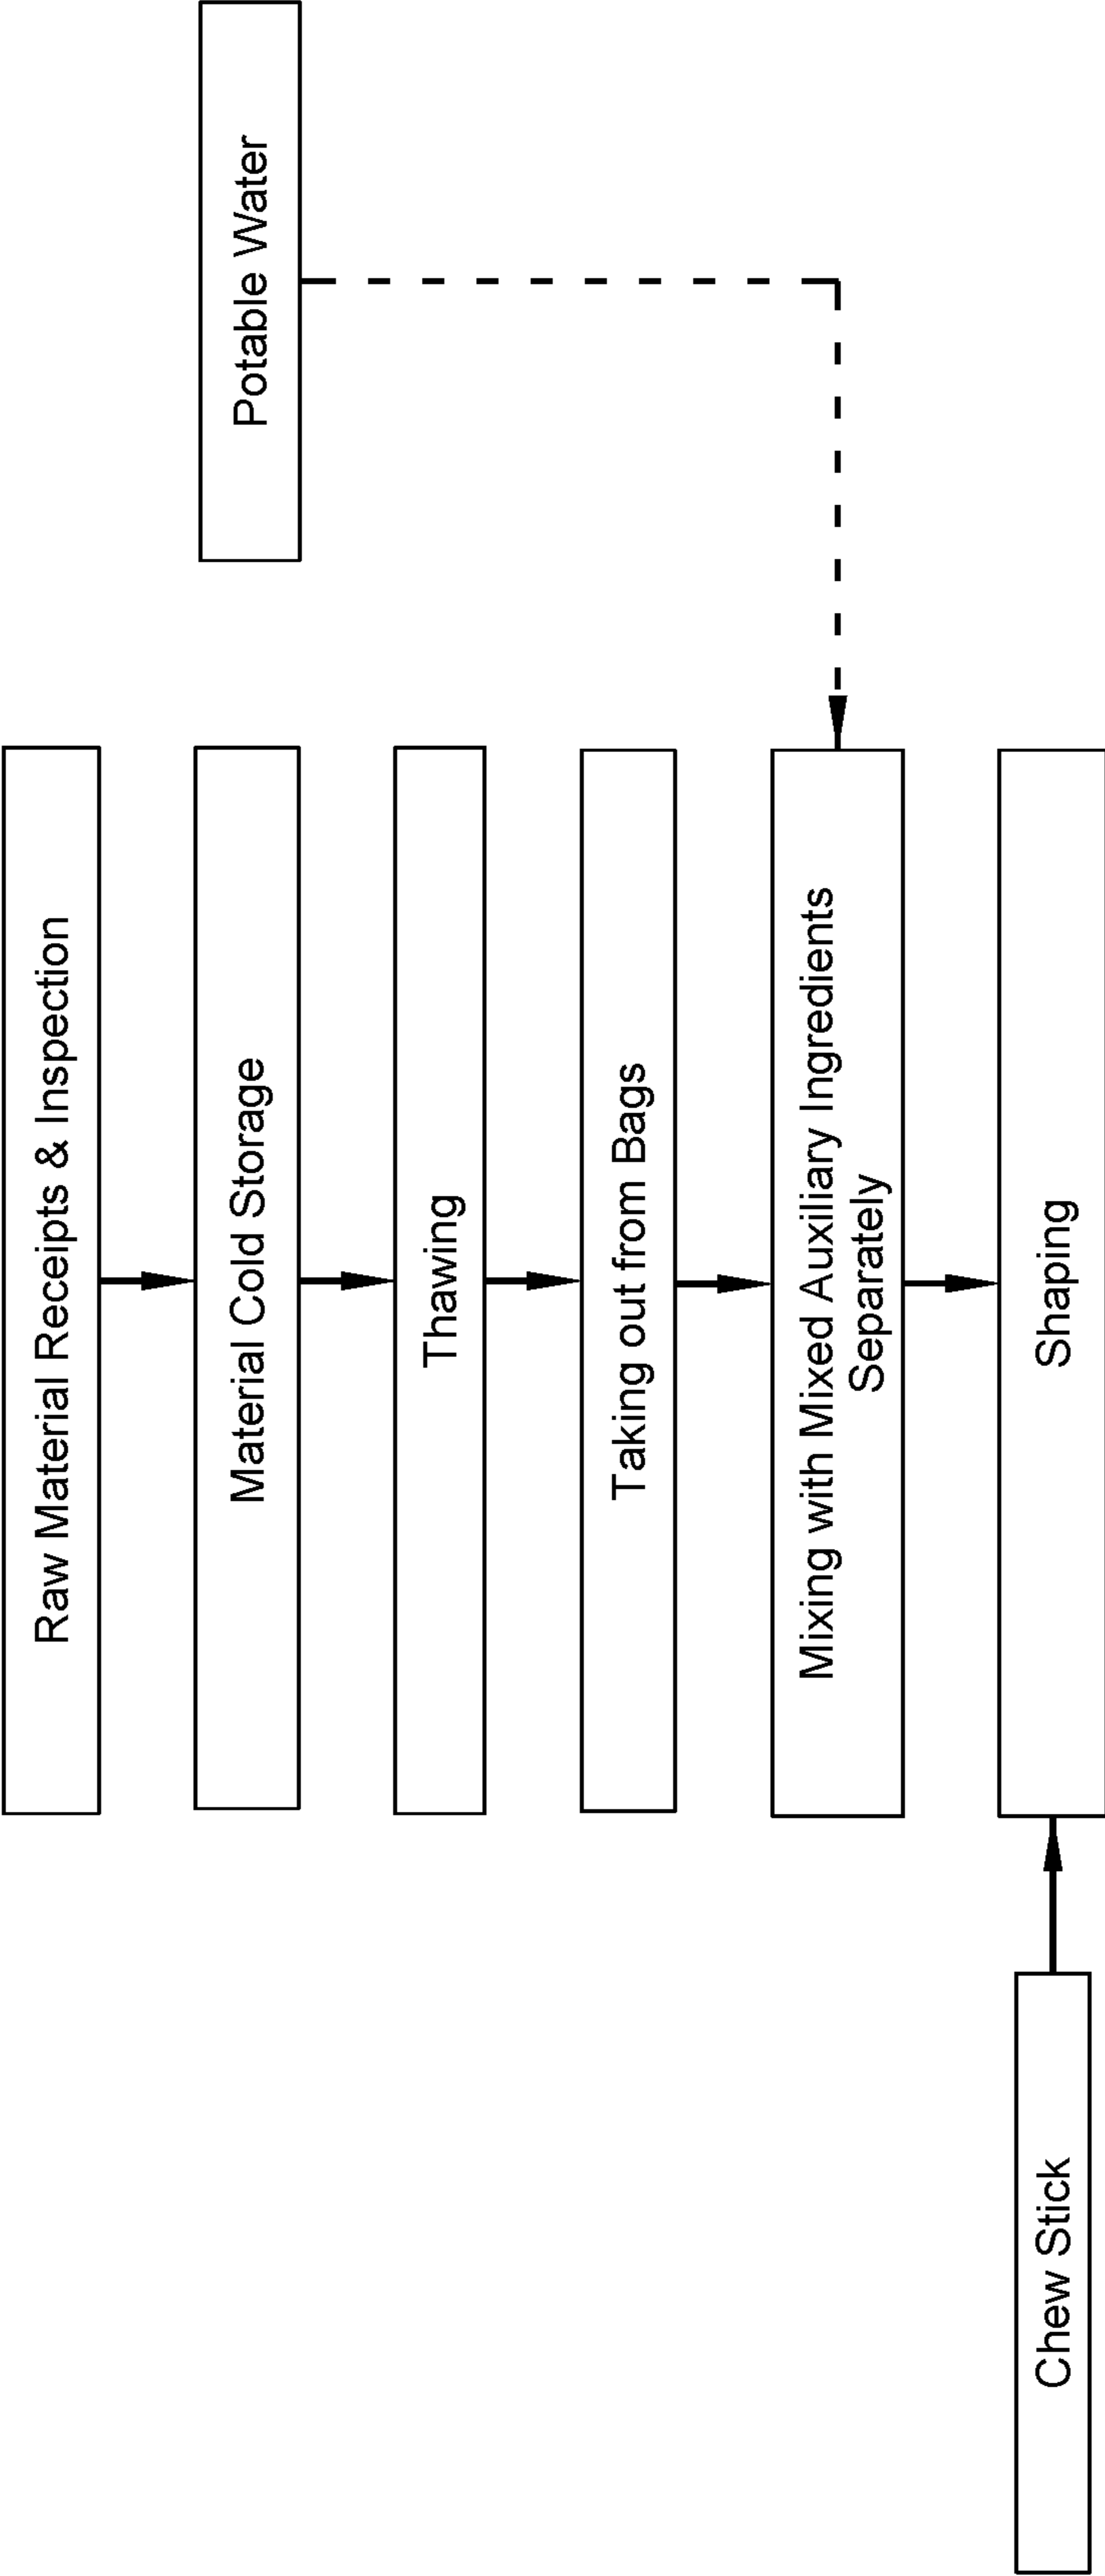 Raw Material Receipts & Inspection
Potable Water
Material Cold Storage
Thawing
Taking out from Bags
Mixing with Mixed Auxiliary Ingredients
Separately
Chew Stick
Shaping